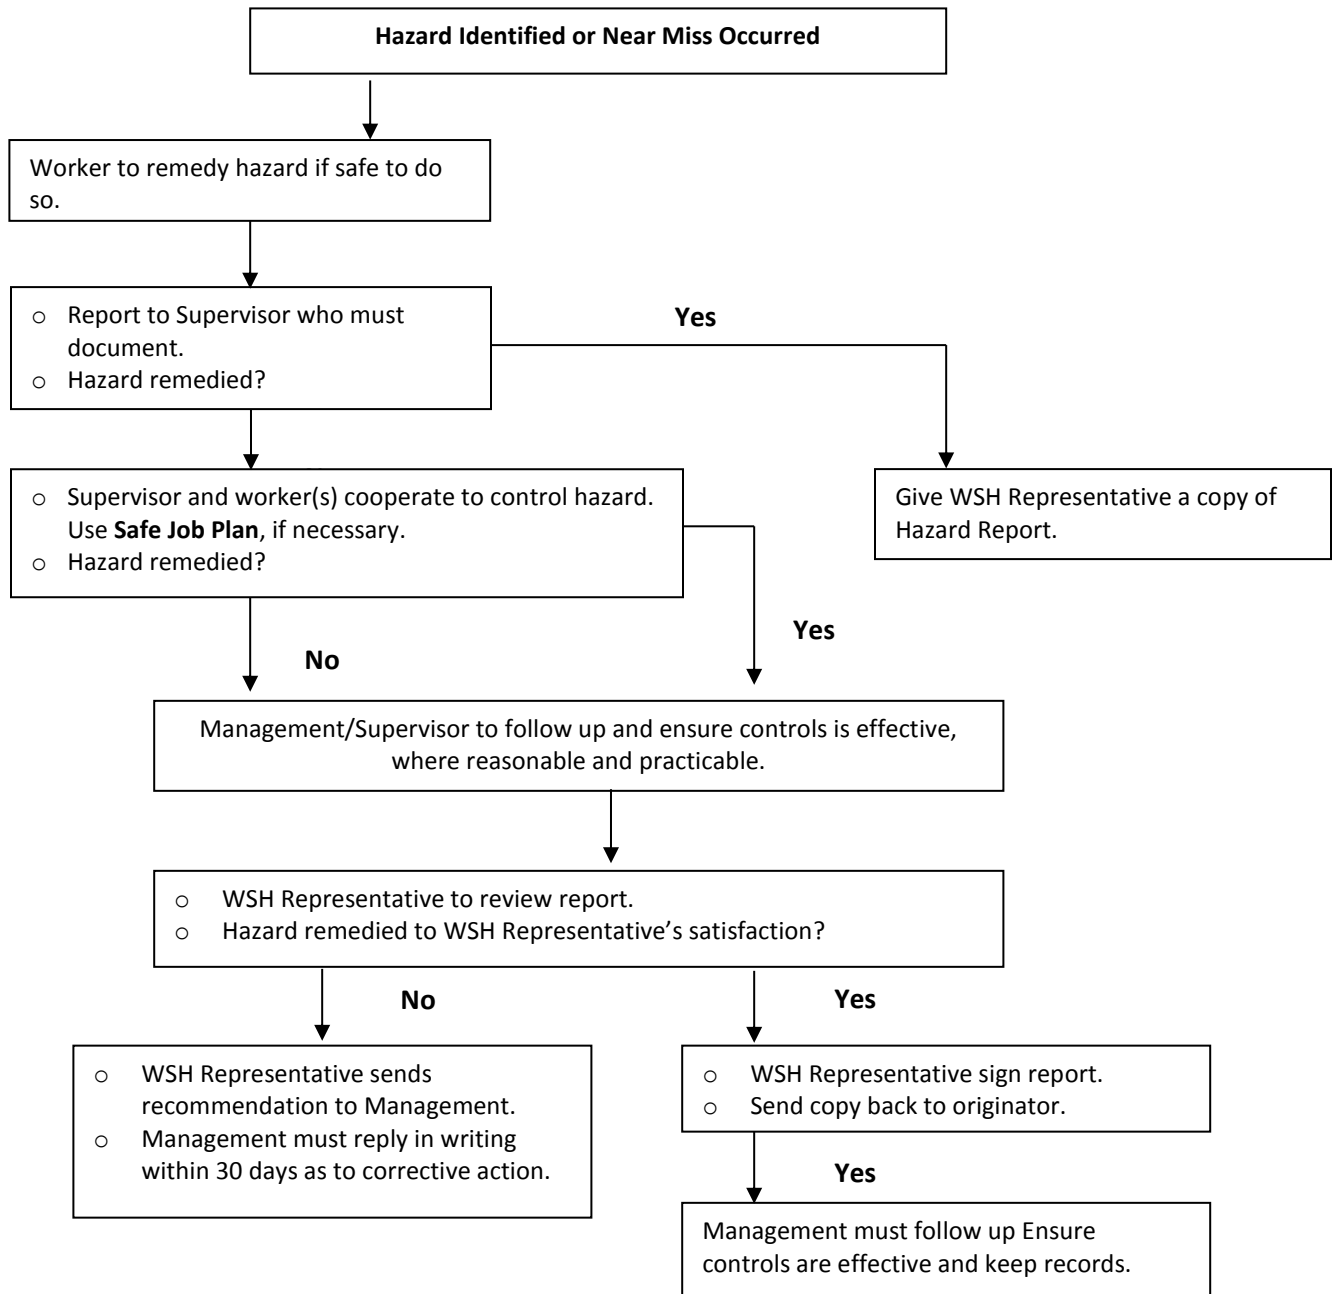 Hazard Identified or Near Miss Occurred
Worker to remedy hazard if safe to do
so.
o Report to Supervisor who must
document.
o Hazard remedied?
Yes
o Supervisor and worker(s) cooperate to control hazard.
Use Safe Job Plan, if necessary.
o Hazard remedied?
Give WSH Representative a copy of
Hazard Report.
No
Yes
Management/Supervisor to follow up and ensure controls is effective,
where reasonable and practicable.
o WSH Representative to review report.
o Hazard remedied to WSH Representative’s satisfaction?
No
Yes
o WSH Representative sends
recommendation to Management.
o Management must reply in writing
within 30 days as to corrective action.
o WSH Representative sign report.
o Send copy back to originator.
Yes
Management must follow up Ensure
controls are effective and keep records.